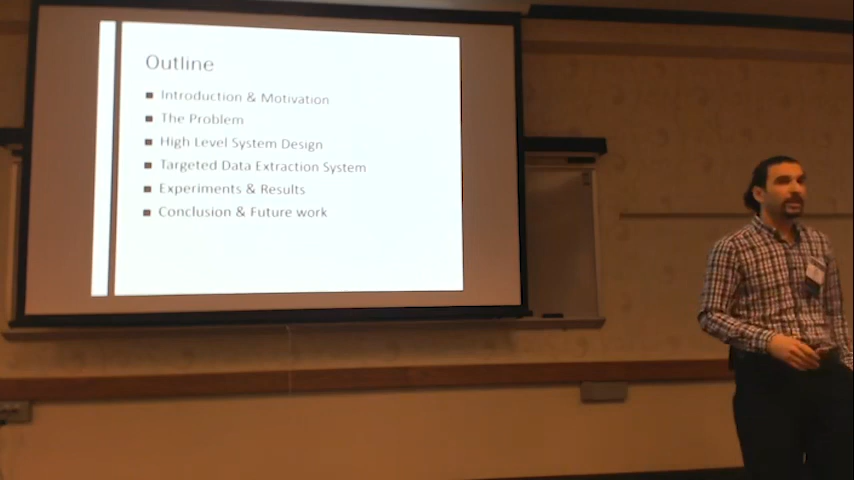 Outline
Introduction & Motivation
The Problem
High Level System Design
Targeted Data Extraction System
Experiments & Results
Conclusion & Future work